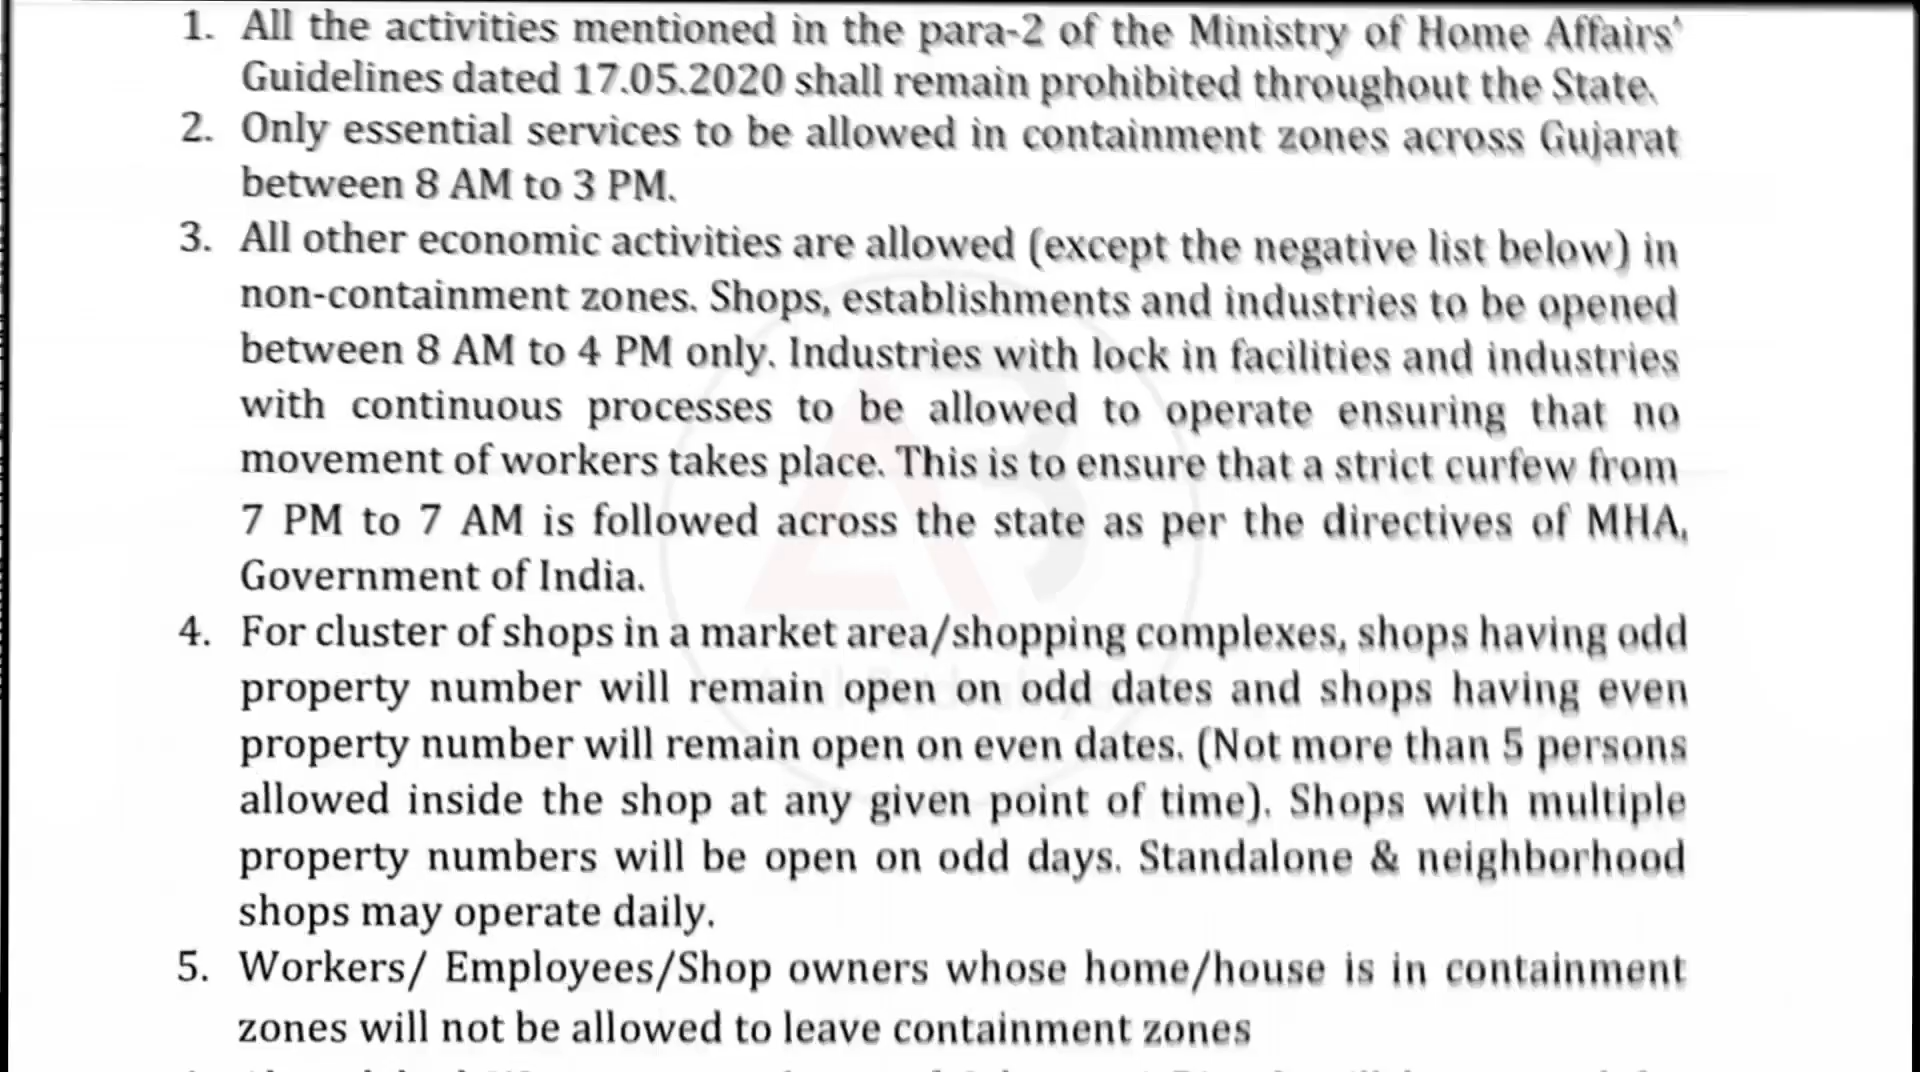 1. All the activities mentioned in the para-2 of the Ministry of Home Affairs'
Guidelines dated 17.05.2020 shall remain prohibited throughout the State.
2. Only essential services to be allowed in containment zones across Gujarat
between 8 AM to 3 PM.
3. All other economic activities are allowed (except the negative list below) in
non-containment zones. Shops, establishments and industries to be opened
between 8 AM to 4 PM only. Industries with lock in facilities and industries
with continuous processes to be allowed to operate ensuring that no
movement of workers takes place. This is to ensure that a strict curfew from
7 PM to 7 AM is followed across the state as per the directives of MHA,
Government of India.
4. For cluster of shops in a market area/shopping complexes, shops having odd
property number will remain open on odd dates and shops having even
property number will remain open on even dates. (Not more than 5 persons
allowed inside the shop at any given point of time). Shops with multiple
property numbers will be open on odd days. Standalone & neighborhood
shops may operate daily.
5. Workers/ Employees/Shop owners whose home/house is in containment
zones will not be allowed to leave containment zones